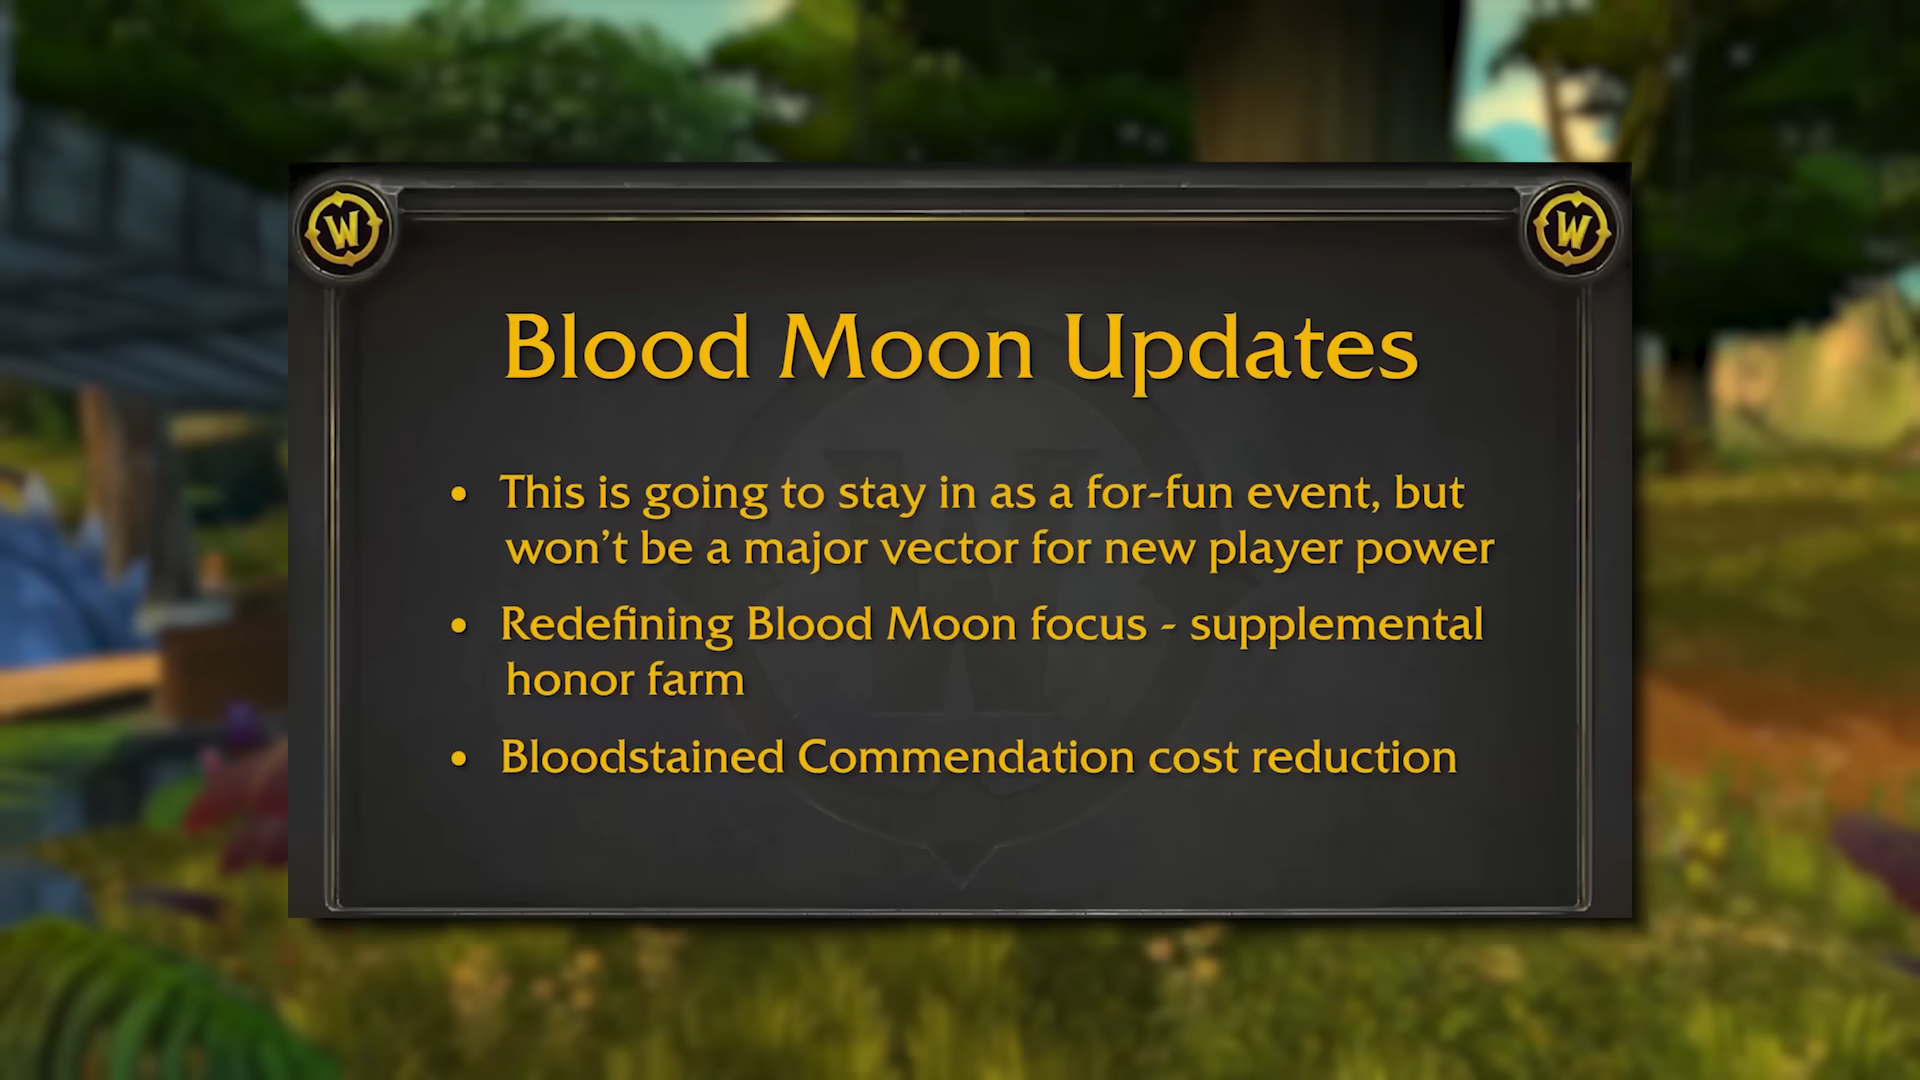 W W
Blood Moon Updates
• This is going to stay in as a for-fun event, but
won't be a major vector for new player power
• Redefining Blood Moon focus - supplemental
honor farm
• Bloodstained Commendation cost reduction